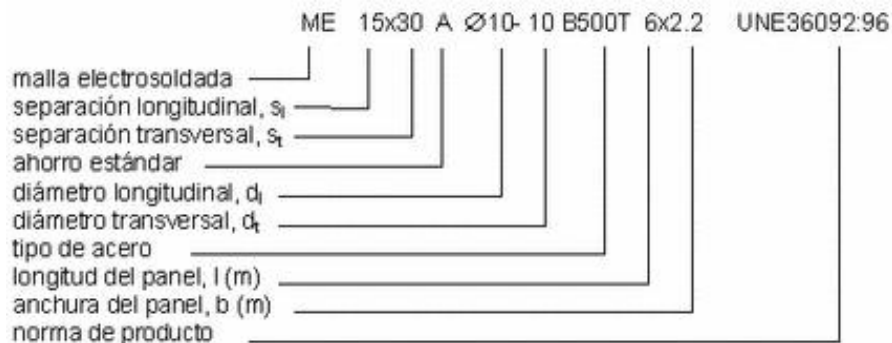 ME 15x30 A Ø10- 10 B500T 6x2.2 UNE36092:96
malla electrosoldada
separación longitudinal, sₗ
separación transversal, sₜ
ahorro estándar
diámetro longitudinal, dₗ
diámetro transversal, dₜ
tipo de acero
longitud del panel, l (m)
anchura del panel, b (m)
norma de producto